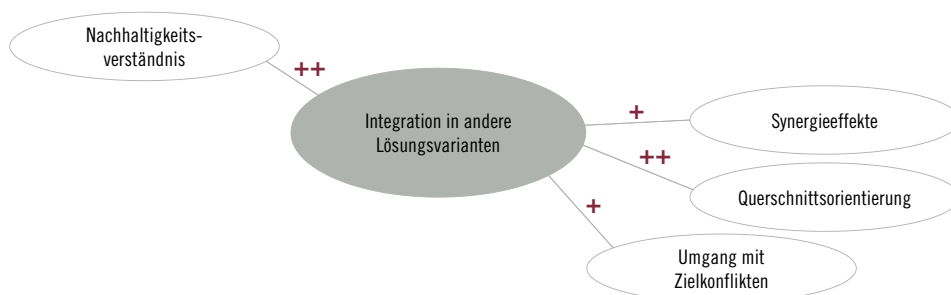 Nachhaltigkeits-
verständnis
++
Integration in andere
Lösungsvarianten
+
Synergieeffekte
++
Querschnittsorientierung
+
Umgang mit
Zielkonflikten